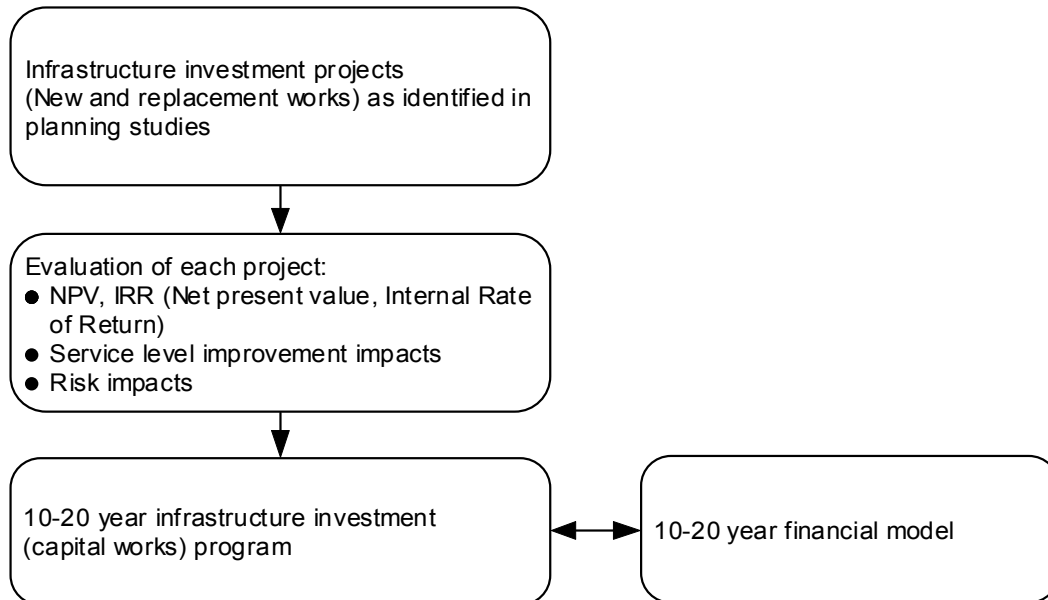 Infrastructure investment projects
(New and replacement works) as identified in
planning studies
Evaluation of each project:
● NPV, IRR (Net present value, Internal Rate
of Return)
● Service level improvement impacts
● Risk impacts
10-20 year infrastructure investment
(capital works) program
10-20 year financial model